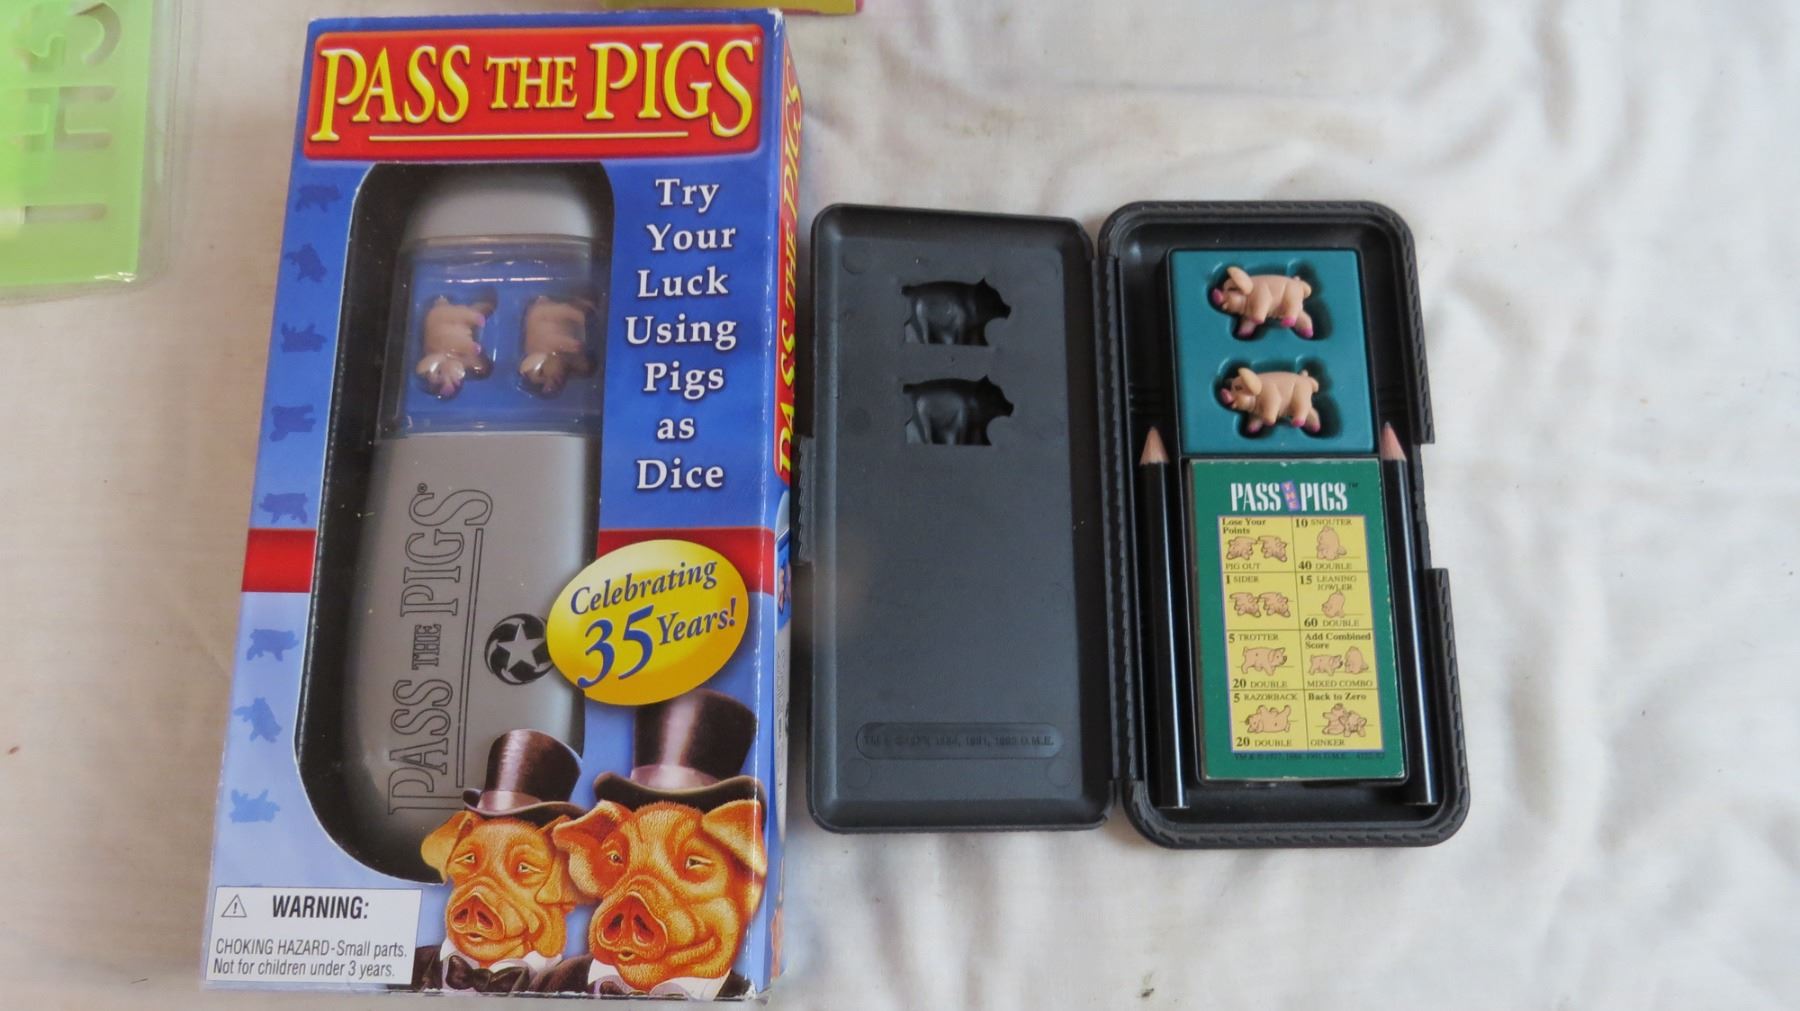 PASS THE PIGS®
Try
Your
Luck
Using
Pigs
as
Dice
PASS THE PIGS®
Celebrating
35 Years!
WARNING:
CHOKING HAZARD-Small parts.
Not for children under 3 years.
PASS THE PIGS
PASS THE PIGS™
Lose Your
Points
PIG OUT
10 SNOUTER
40 DOUBLE
1 SIDER
15 LEANING
JOWLER
60 DOUBLE
5 TROTTER
20 DOUBLE
Add Combined
Score
MIXED COMBO
5 RAZORBACK
20 DOUBLE
Back to Zero
OINKER